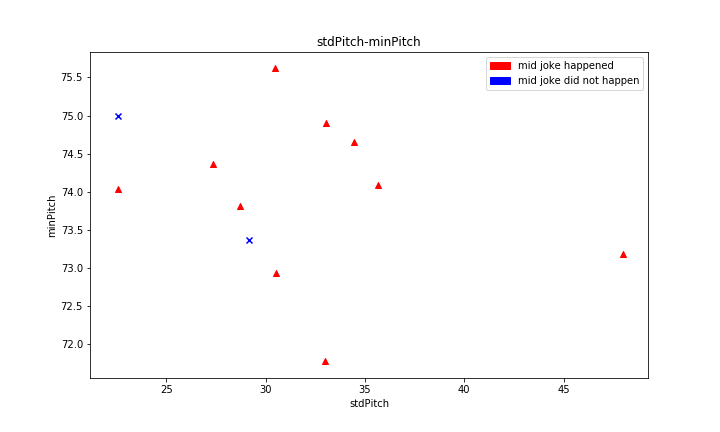 stdPitch-minPitch
mid joke happened
mid joke did not happen
75.5
75.0
74.5
74.0
73.5
73.0
72.5
72.0
minPitch
25 30 35 40 45
stdPitch